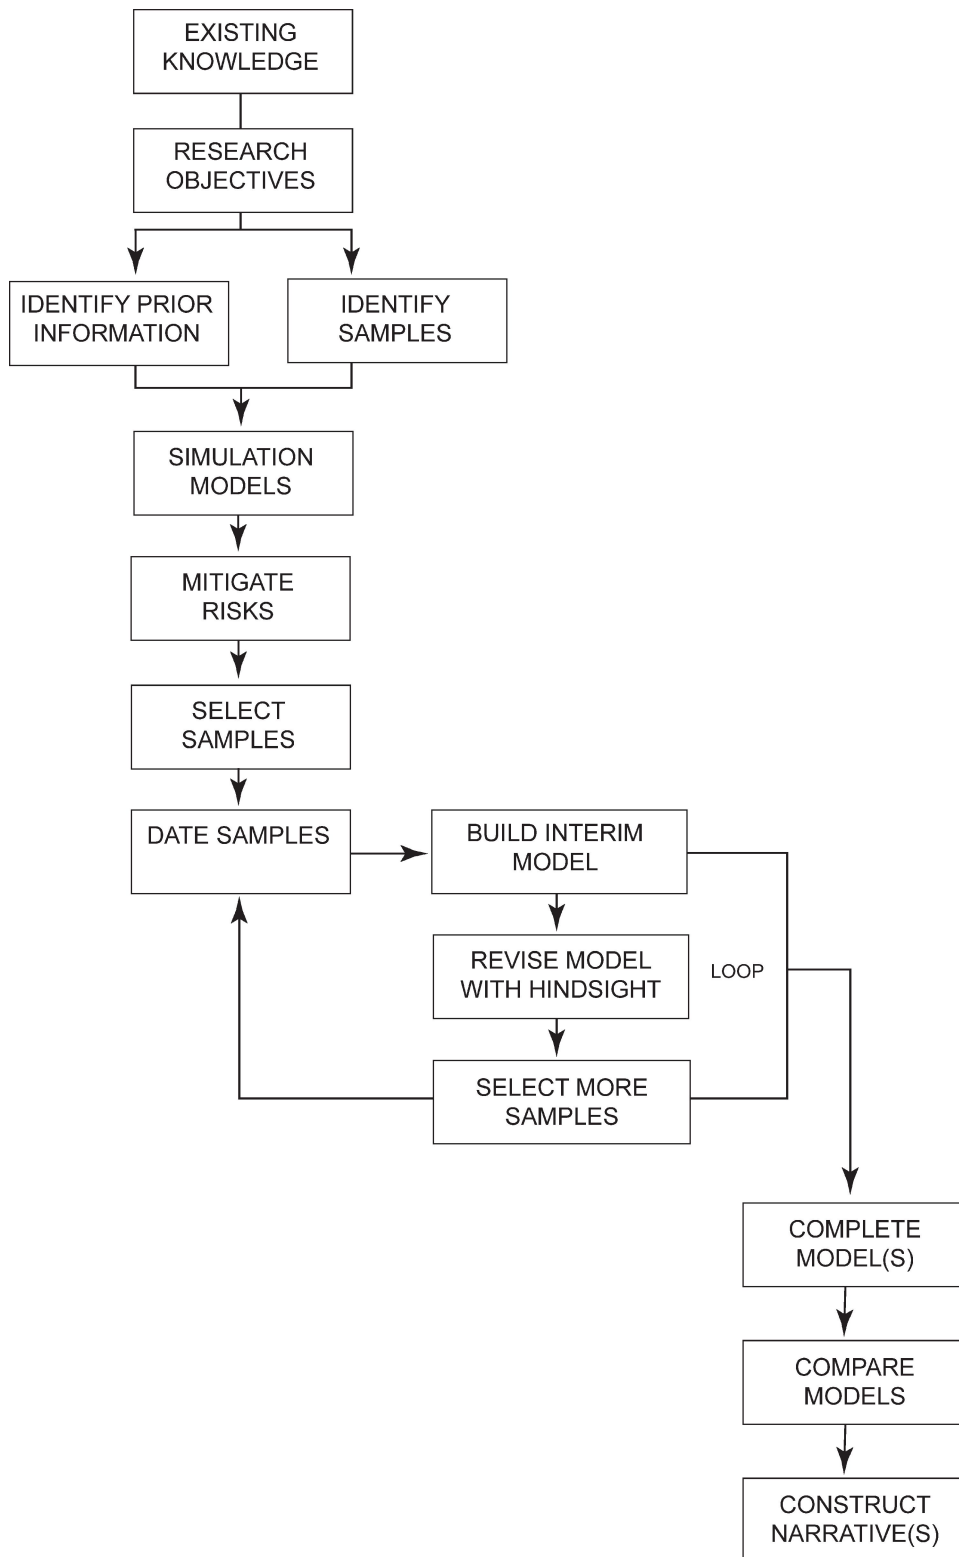 EXISTING
KNOWLEDGE
RESEARCH
OBJECTIVES
IDENTIFY PRIOR
INFORMATION
IDENTIFY
SAMPLES
SIMULATION
MODELS
MITIGATE
RISKS
SELECT
SAMPLES
DATE SAMPLES
BUILD INTERIM
MODEL
REVISE MODEL
WITH HINDSIGHT
LOOP
SELECT MORE
SAMPLES
COMPLETE
MODEL(S)
COMPARE
MODELS
CONSTRUCT
NARRATIVE(S)